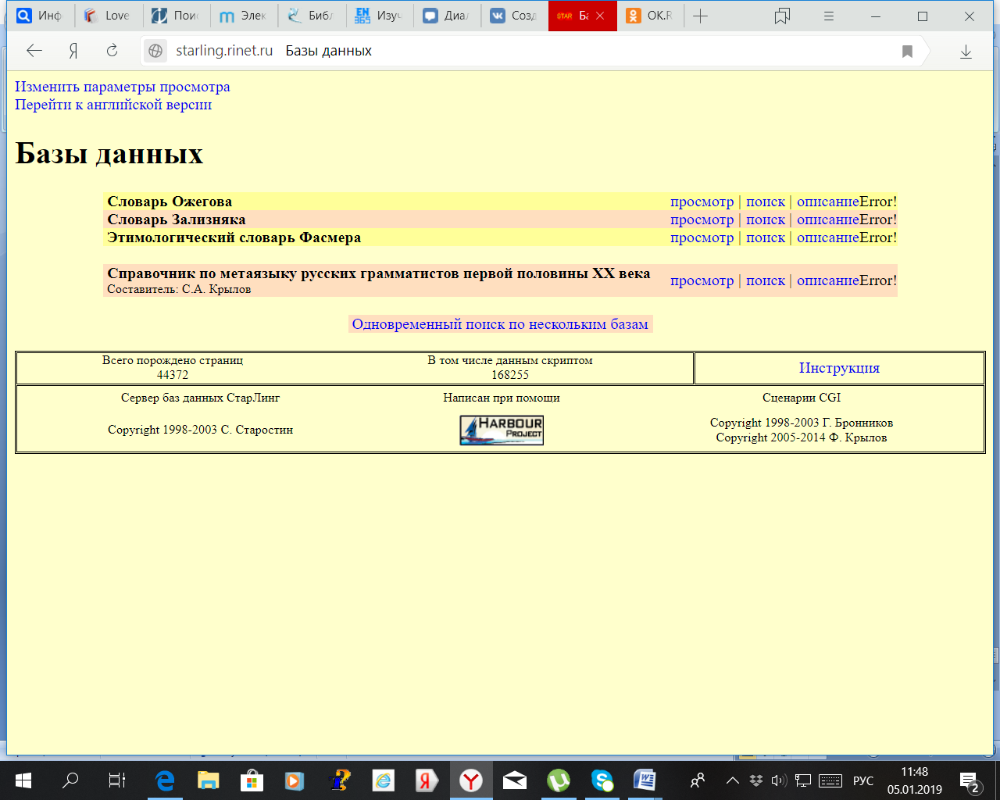 Инф
Love
Поис
Элек
Библ
EN
365
Изуч
Диал
Созд
STAR
Ба
OK.R
Я
starling.rinet.ru Базы данных
Изменить параметры просмотра
Перейти к английской версии
Базы данных
Словарь Ожегова просмотр | поиск | описаниеError!
Словарь Зализняка просмотр | поиск | описаниеError!
Этимологический словарь Фасмера просмотр | поиск | описаниеError!
Справочник по метаязыку русских грамматистов первой половины XX века просмотр | поиск | описаниеError!
Составитель: С.А. Крылов
Одновременный поиск по нескольким базам
Всего порождено страниц В том числе данным скриптом Инструкция
44372 168255
Сервер баз данных СтарЛинг Написан при помощи Сценарии CGI
Copyright 1998-2003 С. Старостин
HARBOUR
PROJECT
Copyright 1998-2003 Г. Бронников
Copyright 2005-2014 Ф. Крылов
РУС
11:48
05.01.2019
2